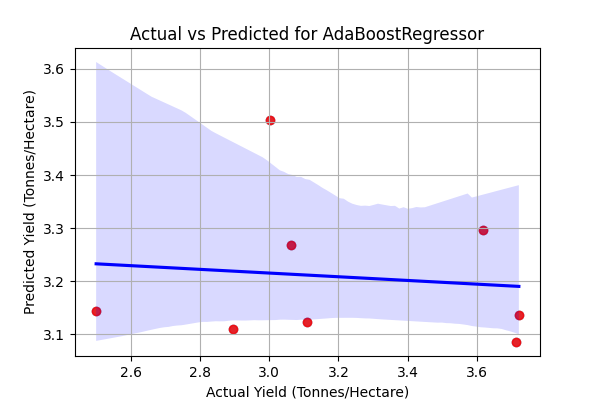 Actual vs Predicted for AdaBoostRegressor
3.6
3.5
3.4
3.3
3.2
3.1
Predicted Yield (Tonnes/Hectare)
2.6 2.8 3.0 3.2 3.4 3.6
Actual Yield (Tonnes/Hectare)